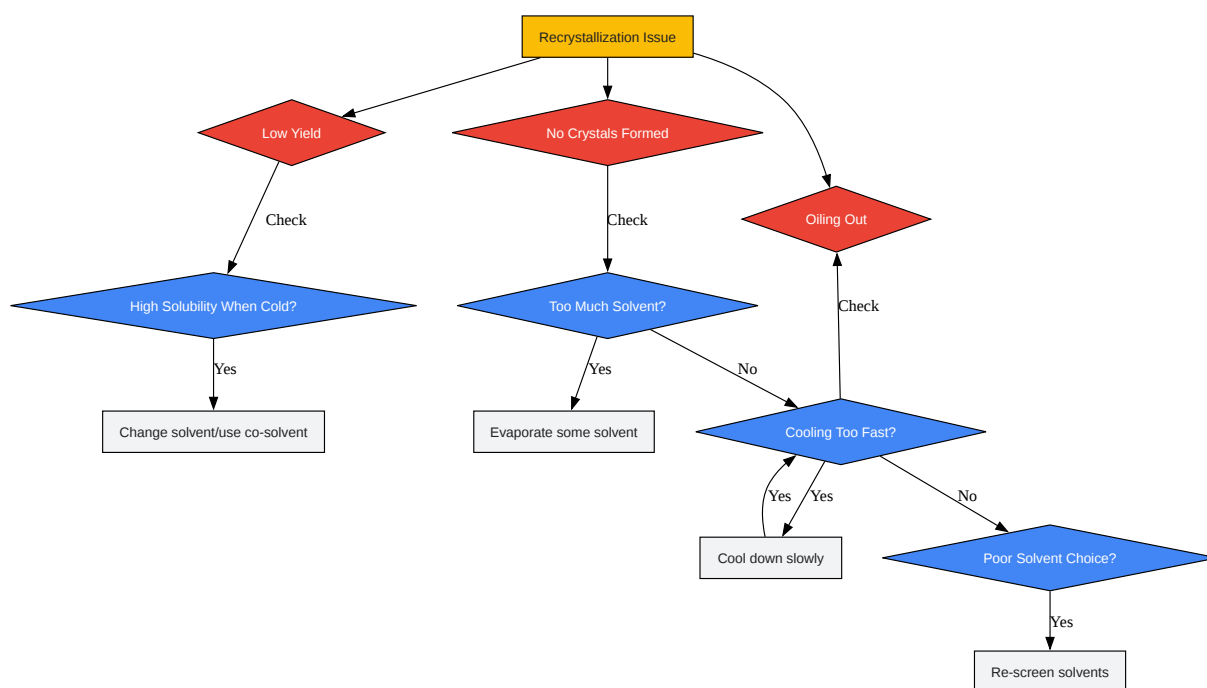 Recrystallization Issue
Low Yield
No Crystals Formed
Oiling Out
Check
Check
High Solubility When Cold?
Too Much Solvent?
Check
Yes
Yes
No
Change solvent/use co-solvent
Evaporate some solvent
Cooling Too Fast?
Yes
Yes
No
Cool down slowly
Poor Solvent Choice?
Yes
Re-screen solvents